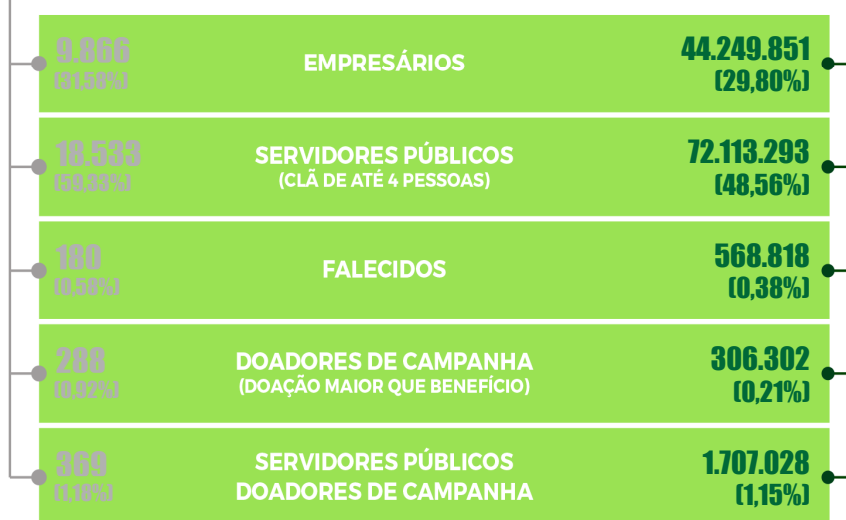 9.866
(31,58%)
EMPRESÁRIOS
44.249.851
(29,80%)
18.533
(59,33%)
SERVIDORES PÚBLICOS
(CLÃ DE ATÉ 4 PESSOAS)
72.113.293
(48,56%)
180
(0,58%)
FALECIDOS
568.818
(0,38%)
288
(0,92%)
DOADORES DE CAMPANHA
(DOAÇÃO MAIOR QUE BENEFÍCIO)
306.302
(0,21%)
369
(1,18%)
SERVIDORES PÚBLICOS
DOADORES DE CAMPANHA
1.707.028
(1,15%)